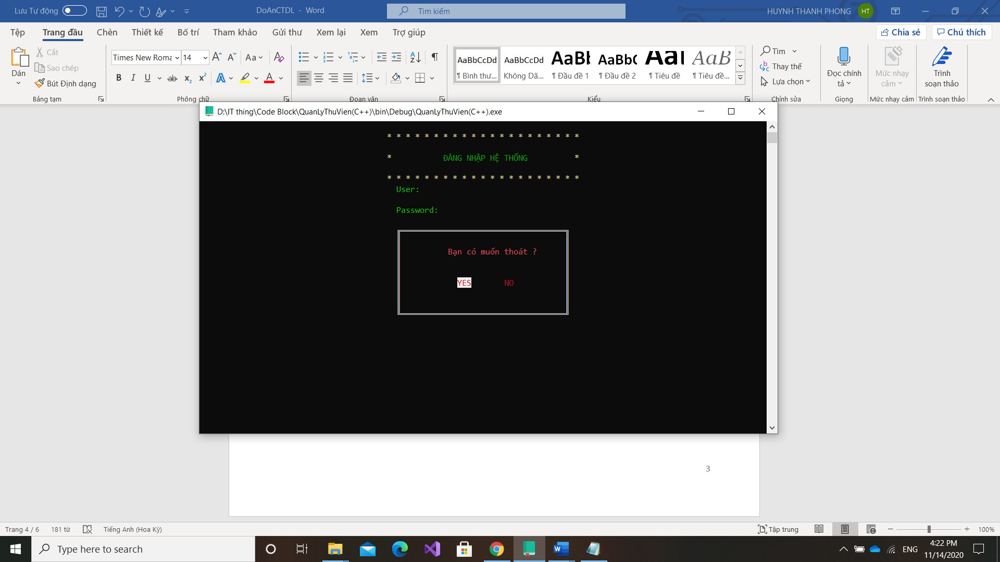 Lưu Tự động
DoAnCTDL - Word
Tìm kiếm
HUYNH THANH PHONG
HT
Tệp Trang đầu Chèn Thiết kế Bố trí Tham khảo Gửi thư Xem lại Xem Trợ giúp
Chia sẻ
Chú thích
Dán
Cắt
Sao chép
Bút Định dạng
Bảng tạm
Times New Roma
14
Aa
B I U ab x₂ x²
Phông chữ
Đoạn văn
AaBbCcDd
¶ Bình thư...
AaBbCcDd
Không Dã...
AaBb
¶ Đầu đề 1
AaBbC
¶ Đầu đề 2
AaI
¶ Tiêu đề
AaB
¶ Tiêu đề...
Kiểu
Tìm
Thay thế
Lựa chọn
Chỉnh sửa
Đọc chính
tả
Giọng
Mức nhạy
cảm
Mức nhạy cảm
Trình
soạn thảo
Trình soạn thảo
D:\IT thing\Code Block\QuanLyThuVien(C++)\bin\Debug\QuanLyThuVien(C++).exe
* * * * * * * * * * * * * * * * * * * * *
* ĐĂNG NHẬP HỆ THỐNG *
* * * * * * * * * * * * * * * * * * * * *
User:
Password:
Bạn có muốn thoát ?
YES NO
3
Trang 4 / 6
181 từ
Tiếng Anh (Hoa Kỳ)
Tập trung
100%
Type here to search
ENG
4:22 PM
11/14/2020